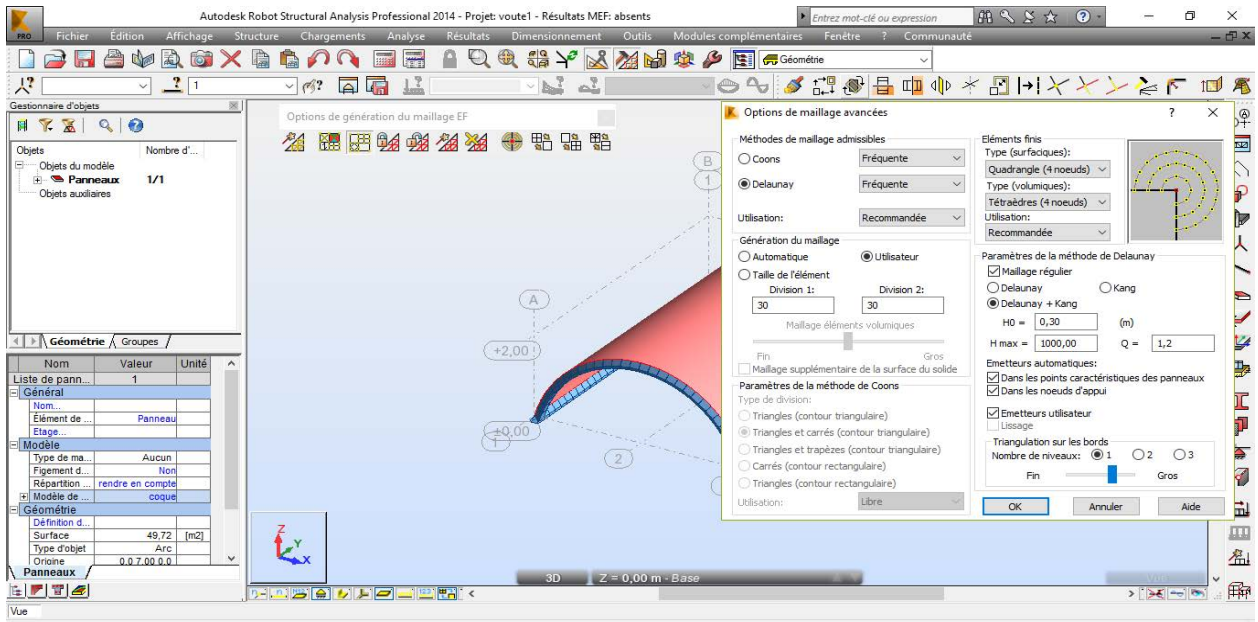 Autodesk Robot Structural Analysis Professional 2014 - Projet: voute1 - Résultats MEF: absents
Entrez mot-clé ou expression
PRO
Fichier Édition Affichage Structure Chargements Analyse Résultats Dimensionnement Outils Modules complémentaires Fenêtre ? Communauté
Géométrie
1
Gestionnaire d'objets
Objets Nombre d'...
Objets du modèle
Panneaux 1/1
Objets auxiliaires
Géométrie Groupes
Nom Valeur Unité
Liste de pann... 1
Général
Nom...
Élément de ... Panneau
Etage...
Modèle
Type de ma... Aucun
Figement d... Non
Répartition ... rendre en compte
Modèle de ... coque
Géométrie
Définition d...
Surface 49,72 [m2]
Type d'objet Arc
Origine 0,0 7,00 0,0
Panneaux
Vue
Options de génération du maillage EF
B
1
A
+2,00
±0,00
1
2
Z
Y
X
3D Z = 0,00 m - Base
Vue
Options de maillage avancées
? X
Méthodes de maillage admissibles
Coons Fréquente
Delaunay Fréquente
Utilisation: Recommandée
Génération du maillage
Automatique Utilisateur
Taille de l'élément
Division 1: Division 2:
30 30
Maillage éléments volumiques
Fin Gros
Maillage supplémentaire de la surface du solide
Paramètres de la méthode de Coons
Type de division:
Triangles (contour triangulaire)
Triangles et carrés (contour triangulaire)
Triangles et trapèzes (contour triangulaire)
Carrés (contour rectangulaire)
Triangles (contour rectangulaire)
Utilisation: Libre
Eléments finis
Type (surfaciques):
Quadrangle (4 noeuds)
Type (volumiques):
Tétraèdres (4 noeuds)
Utilisation:
Recommandée
Paramètres de la méthode de Delaunay
Maillage régulier
Delaunay Kang
Delaunay + Kang
H0 = 0,30 (m)
H max = 1000,00 Q = 1,2
Emetteurs automatiques:
Dans les points caractéristiques des panneaux
Dans les noeuds d'appui
Emetteurs utilisateur
Lissage
Triangulation sur les bords
Nombre de niveaux: 1 2 3
Fin Gros
OK Annuler Aide